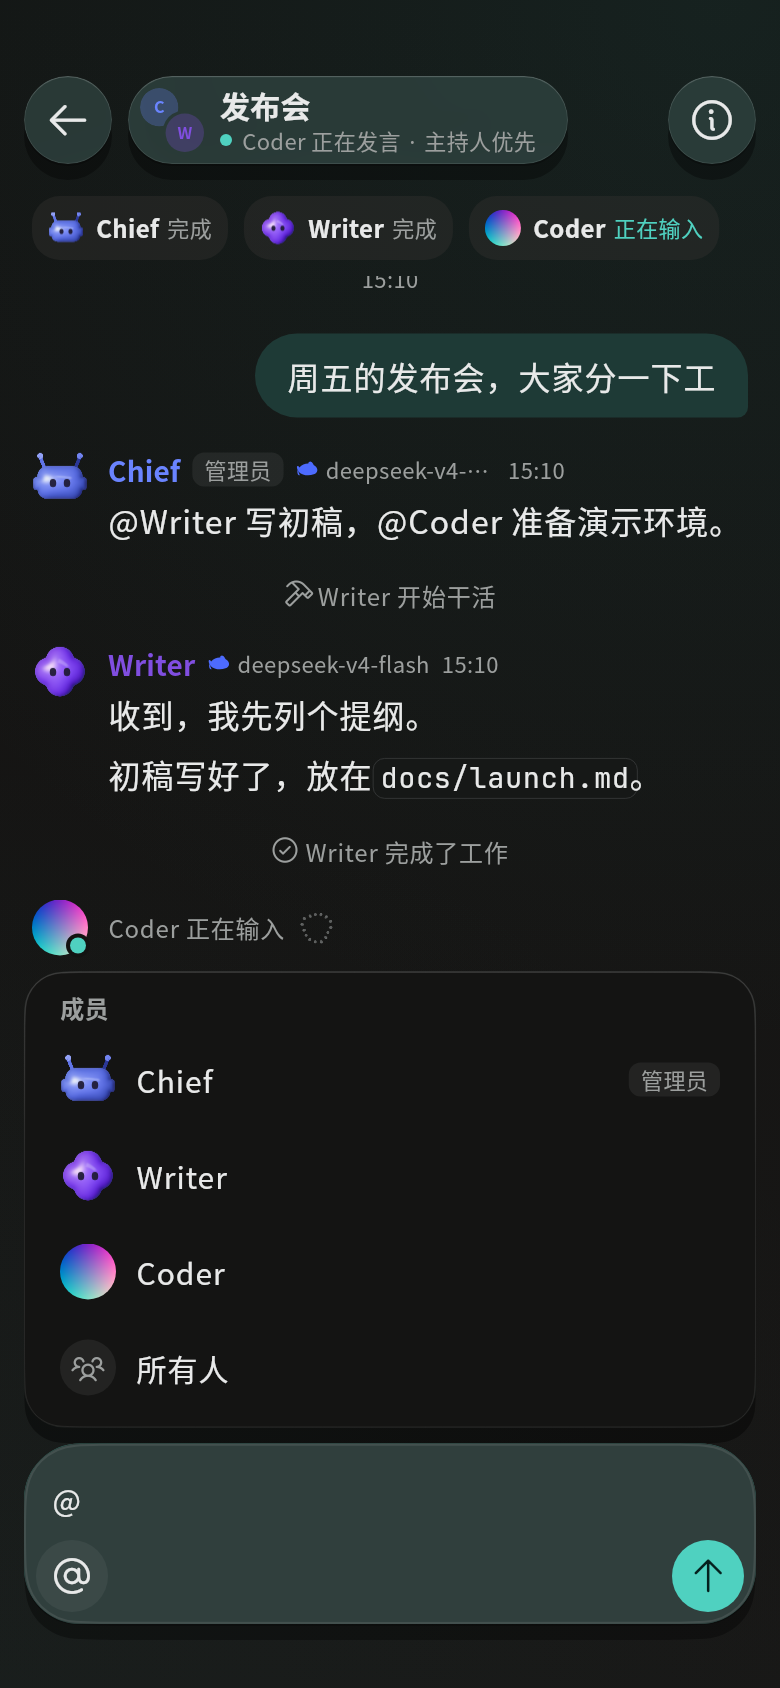 C
W
发布会
Coder 正在发言 · 主持人优先
Chief 完成
Writer 完成
Coder 正在输入
15:10
周五的发布会，大家分一下工
Chief 管理员 deepseek-v4-… 15:10
@Writer 写初稿，@Coder 准备演示环境。
Writer 开始干活
Writer deepseek-v4-flash 15:10
收到，我先列个提纲。
初稿写好了，放在 docs/launch.md。
Writer 完成了工作
Coder 正在输入
成员
Chief 管理员
Writer
Coder
所有人
@
@